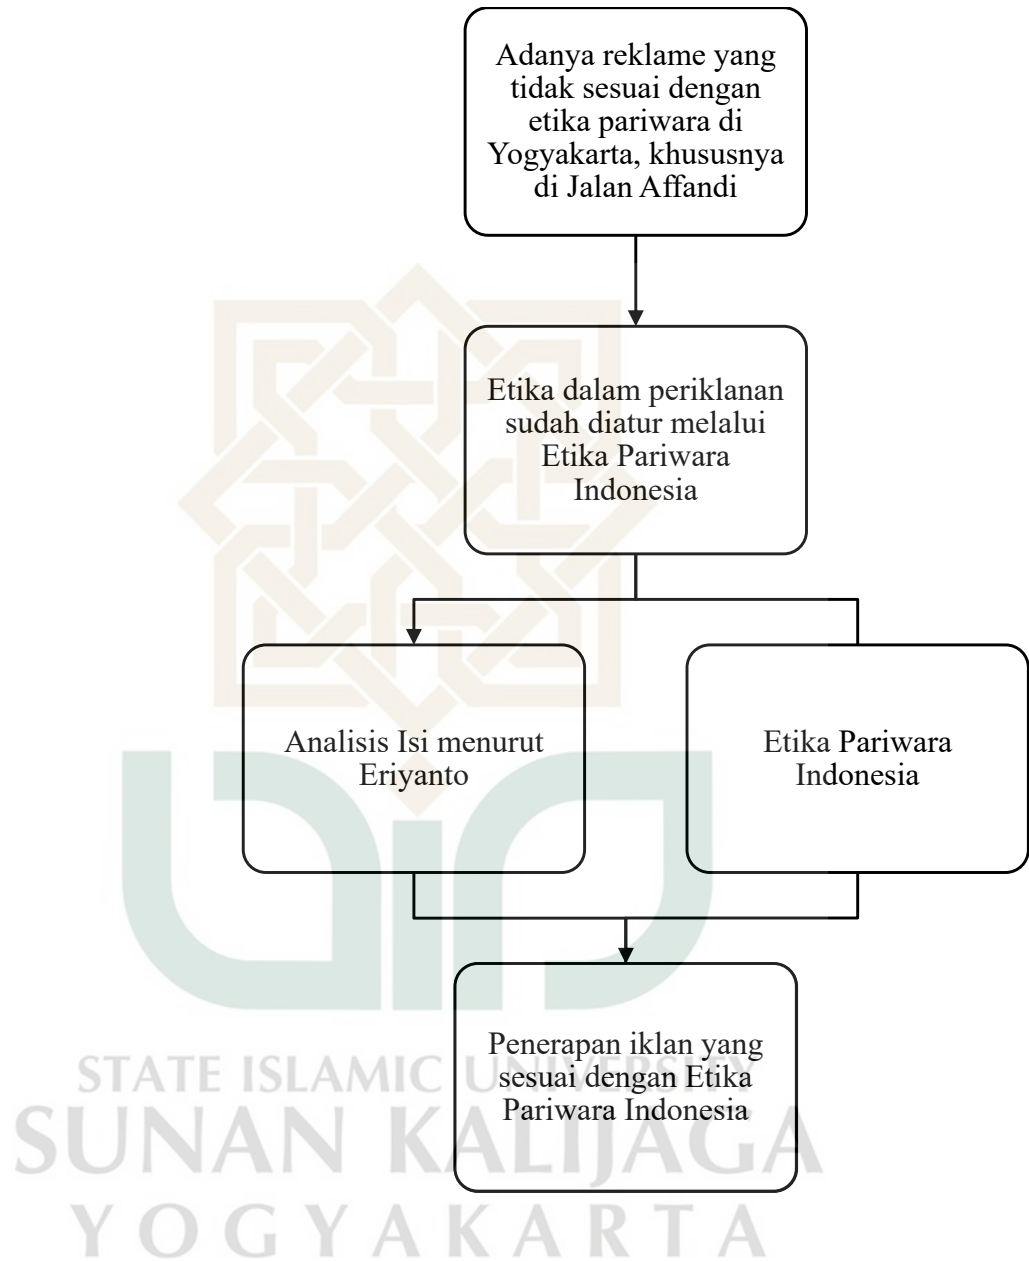 Adanya reklame yang
tidak sesuai dengan
etika pariwara di
Yogyakarta, khususnya
di Jalan Affandi
Etika dalam periklanan
sudah diatur melalui
Etika Pariwara
Indonesia
Analisis Isi menurut
Eriyanto
Etika Pariwara
Indonesia
Penerapan iklan yang
sesuai dengan Etika
Pariwara Indonesia
STATE ISLAMIC UNIVERSITY
SUNAN KALIJAGA
YOGYAKARTA